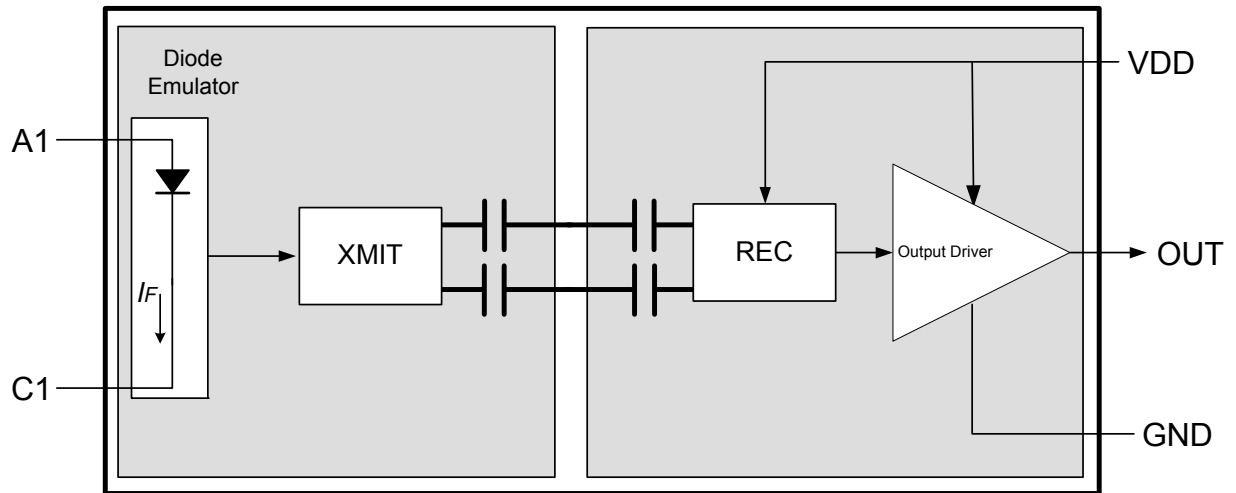 Diode
Emulator
A1
IF
C1
XMIT
REC
Output Driver
VDD
OUT
GND